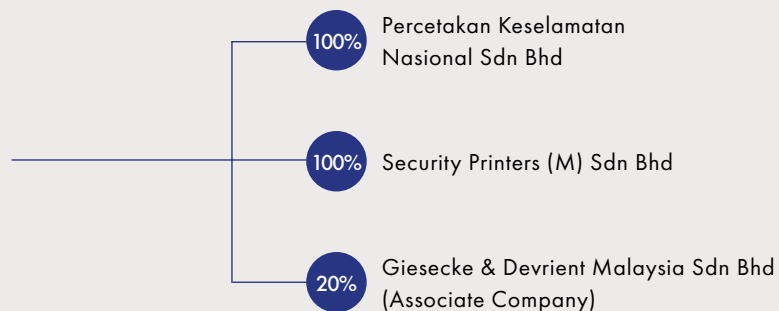 100%
Percetakan Keselamatan
Nasional Sdn Bhd
100%
Security Printers (M) Sdn Bhd
20%
Giesecke & Devrient Malaysia Sdn Bhd
(Associate Company)